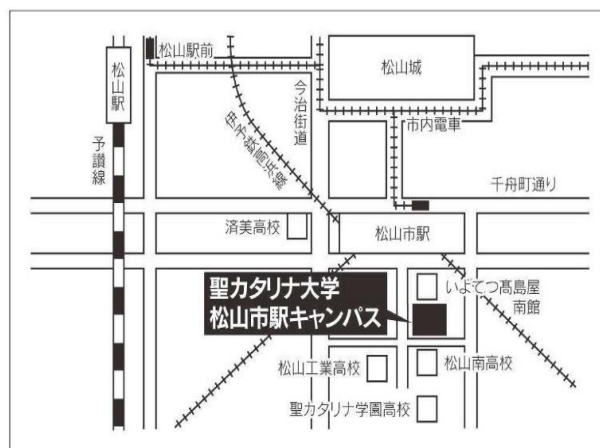 松山駅前
松山駅
松山城
今治街道
伊予鉄高浜線
市内電車
予讃線
千舟町通り
済美高校
松山市駅
聖カタリナ大学
松山市駅キャンパス
いよてつ髙島屋
南館
松山工業高校
松山南高校
聖カタリナ学園高校